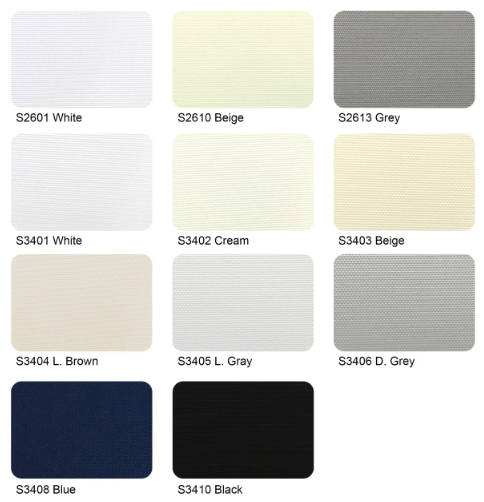 S2601 White
S2610 Beige
S2613 Grey
S3401 White
S3402 Cream
S3403 Beige
S3404 L. Brown
S3405 L. Gray
S3406 D. Grey
S3408 Blue
S3410 Black